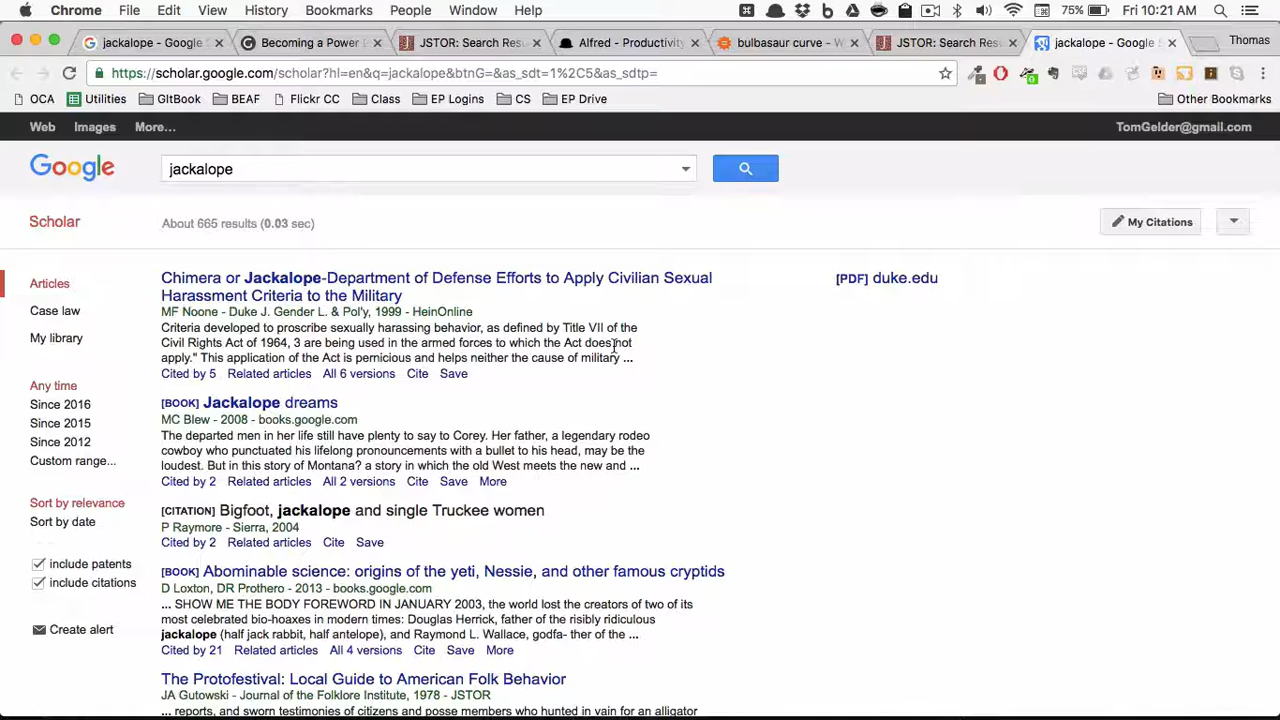 Chrome File Edit View History Bookmarks People Window Help 75% Fri 10:21 AM
jackalope - Google S Becoming a Power E JSTOR: Search Resu Alfred - Productivity bulbasaur curve - W JSTOR: Search Resu jackalope - Google S Thomas
https://scholar.google.com/scholar?hl=en&q=jackalope&btnG=&as_sdt=1%2C5&as_sdtp=
OCA Utilities GItBook BEAF Flickr CC Class EP Logins CS EP Drive Other Bookmarks
Web Images More... TomGelder@gmail.com
Google jackalope
Scholar About 665 results (0.03 sec) My Citations
Articles
Case law
My library
Any time
Since 2016
Since 2015
Since 2012
Custom range...
Sort by relevance
Sort by date
include patents
include citations
Create alert
Chimera or Jackalope-Department of Defense Efforts to Apply Civilian Sexual
Harassment Criteria to the Military
MF Noone - Duke J. Gender L. & Pol'y, 1999 - HeinOnline
Criteria developed to proscribe sexually harassing behavior, as defined by Title VII of the
Civil Rights Act of 1964, 3 are being used in the armed forces to which the Act does not
apply." This application of the Act is pernicious and helps neither the cause of military ...
Cited by 5 Related articles All 6 versions Cite Save
[PDF] duke.edu
[BOOK] Jackalope dreams
MC Blew - 2008 - books.google.com
The departed men in her life still have plenty to say to Corey. Her father, a legendary rodeo
cowboy who punctuated his lifelong pronouncements with a bullet to his head, may be the
loudest. But in this story of Montana? a story in which the old West meets the new and ...
Cited by 2 Related articles All 2 versions Cite Save More
[CITATION] Bigfoot, jackalope and single Truckee women
P Raymore - Sierra, 2004
Cited by 2 Related articles Cite Save
[BOOK] Abominable science: origins of the yeti, Nessie, and other famous cryptids
D Loxton, DR Prothero - 2013 - books.google.com
... SHOW ME THE BODY FOREWORD IN JANUARY 2003, the world lost the creators of two of its
most celebrated bio-hoaxes in modern times: Douglas Herrick, father of the risibly ridiculous
jackalope (half jack rabbit, half antelope), and Raymond L. Wallace, godfa- ther of the ...
Cited by 21 Related articles All 4 versions Cite Save More
The Protofestival: Local Guide to American Folk Behavior
JA Gutowski - Journal of the Folklore Institute, 1978 - JSTOR
... reports, and sworn testimonies of citizens and posse members who hunted in vain for an alligator